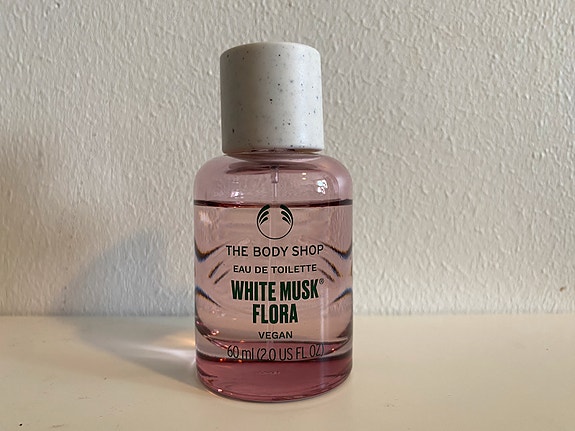 THE BODY SHOP
EAU DE TOILETTE
WHITE MUSK®
FLORA
VEGAN
60 ml (2.0 US FL OZ)